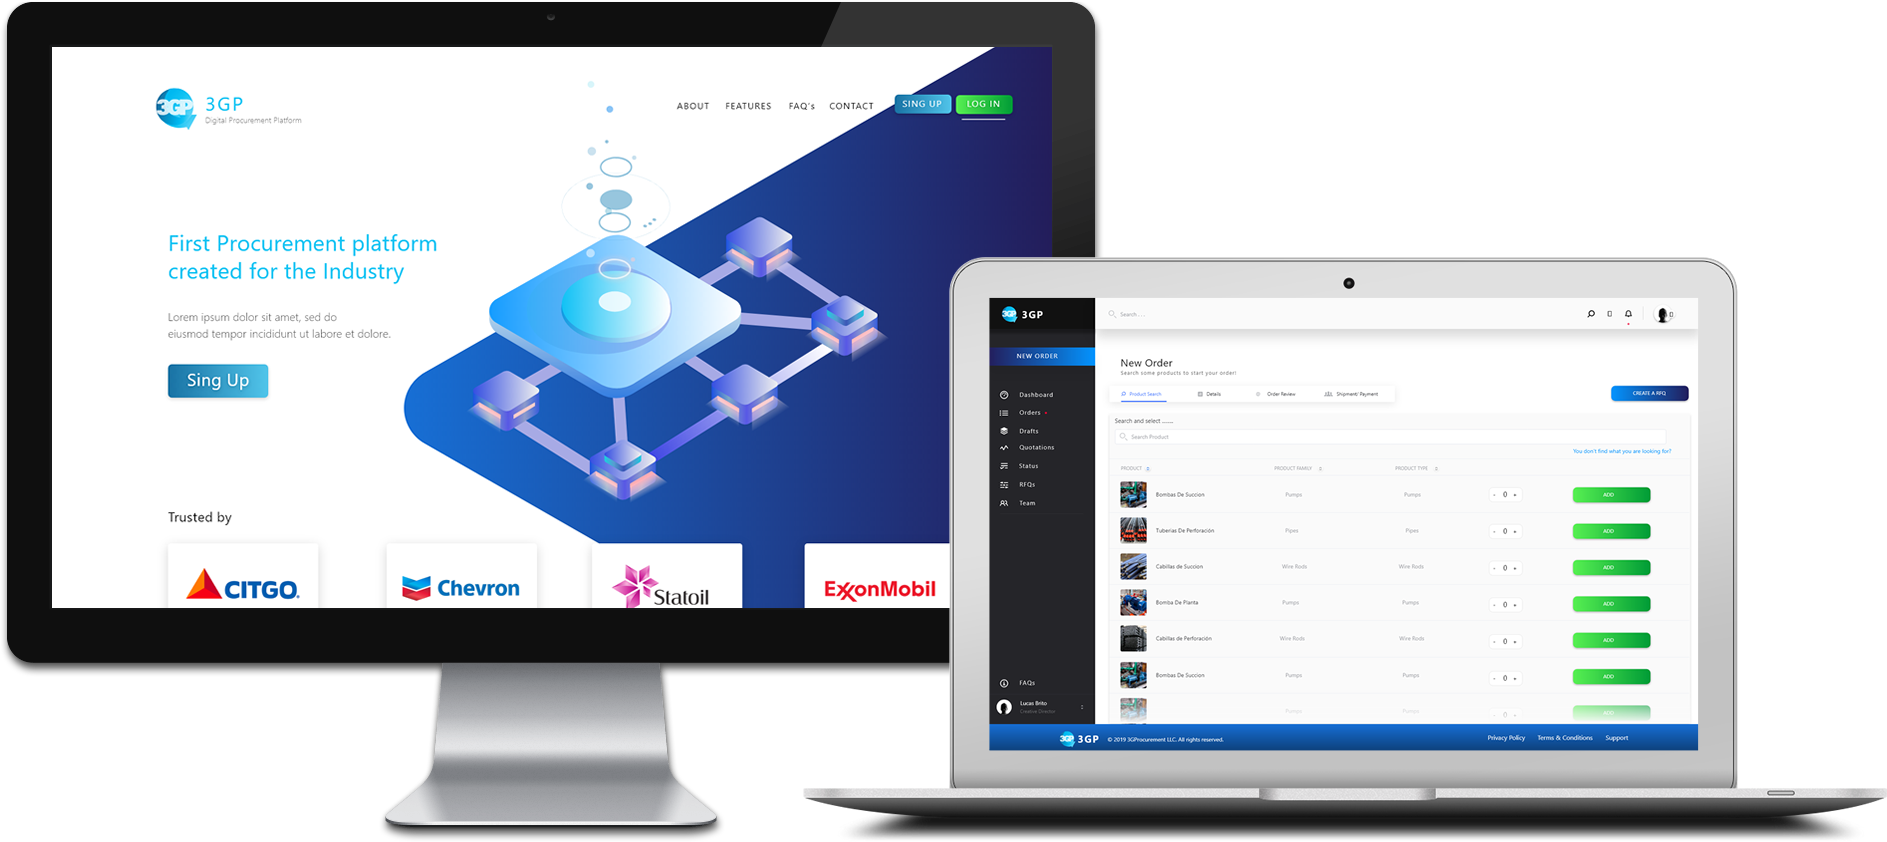 3GP
3GP
Digital Procurement Platform
ABOUT
FEATURES
FAQ's
CONTACT
SING UP
LOG IN
First Procurement platform
created for the Industry
Lorem ipsum dolor sit amet, sed do
eiusmod tempor incididunt ut labore et dolore.
Sing Up
Trusted by
CITGO
Chevron
Statoil
ExxonMobil
3GP
3GP
Search . . .
NEW ORDER
Dashboard
Orders
Drafts
Quotations
Status
RFQs
Team
FAQs
Lucas Brito
Creative Director
New Order
Search some products to start your order!
Product Search
Details
Order Review
Shipment/ Payment
CREATE A RFQ
Search and select ........
Search Product
You don't find what you are looking for?
PRODUCT
PRODUCT FAMILY
PRODUCT TYPE
Bombas De Succion Pumps Pumps - 0 + ADD
Tuberias De Perforación Pipes Pipes - 0 + ADD
Cabillas de Succion Wire Rods Wire Rods - 0 + ADD
Bomba De Planta Pumps Pumps - 0 + ADD
Cabillas de Perforación Wire Rods Wire Rods - 0 + ADD
Bombas De Succion Pumps Pumps - 0 + ADD
Pumps Pumps - 0 + ADD
3GP
3GP
© 2019 3GProcurement LLC. All rights reserved.
Privacy Policy
Terms & Conditions
Support